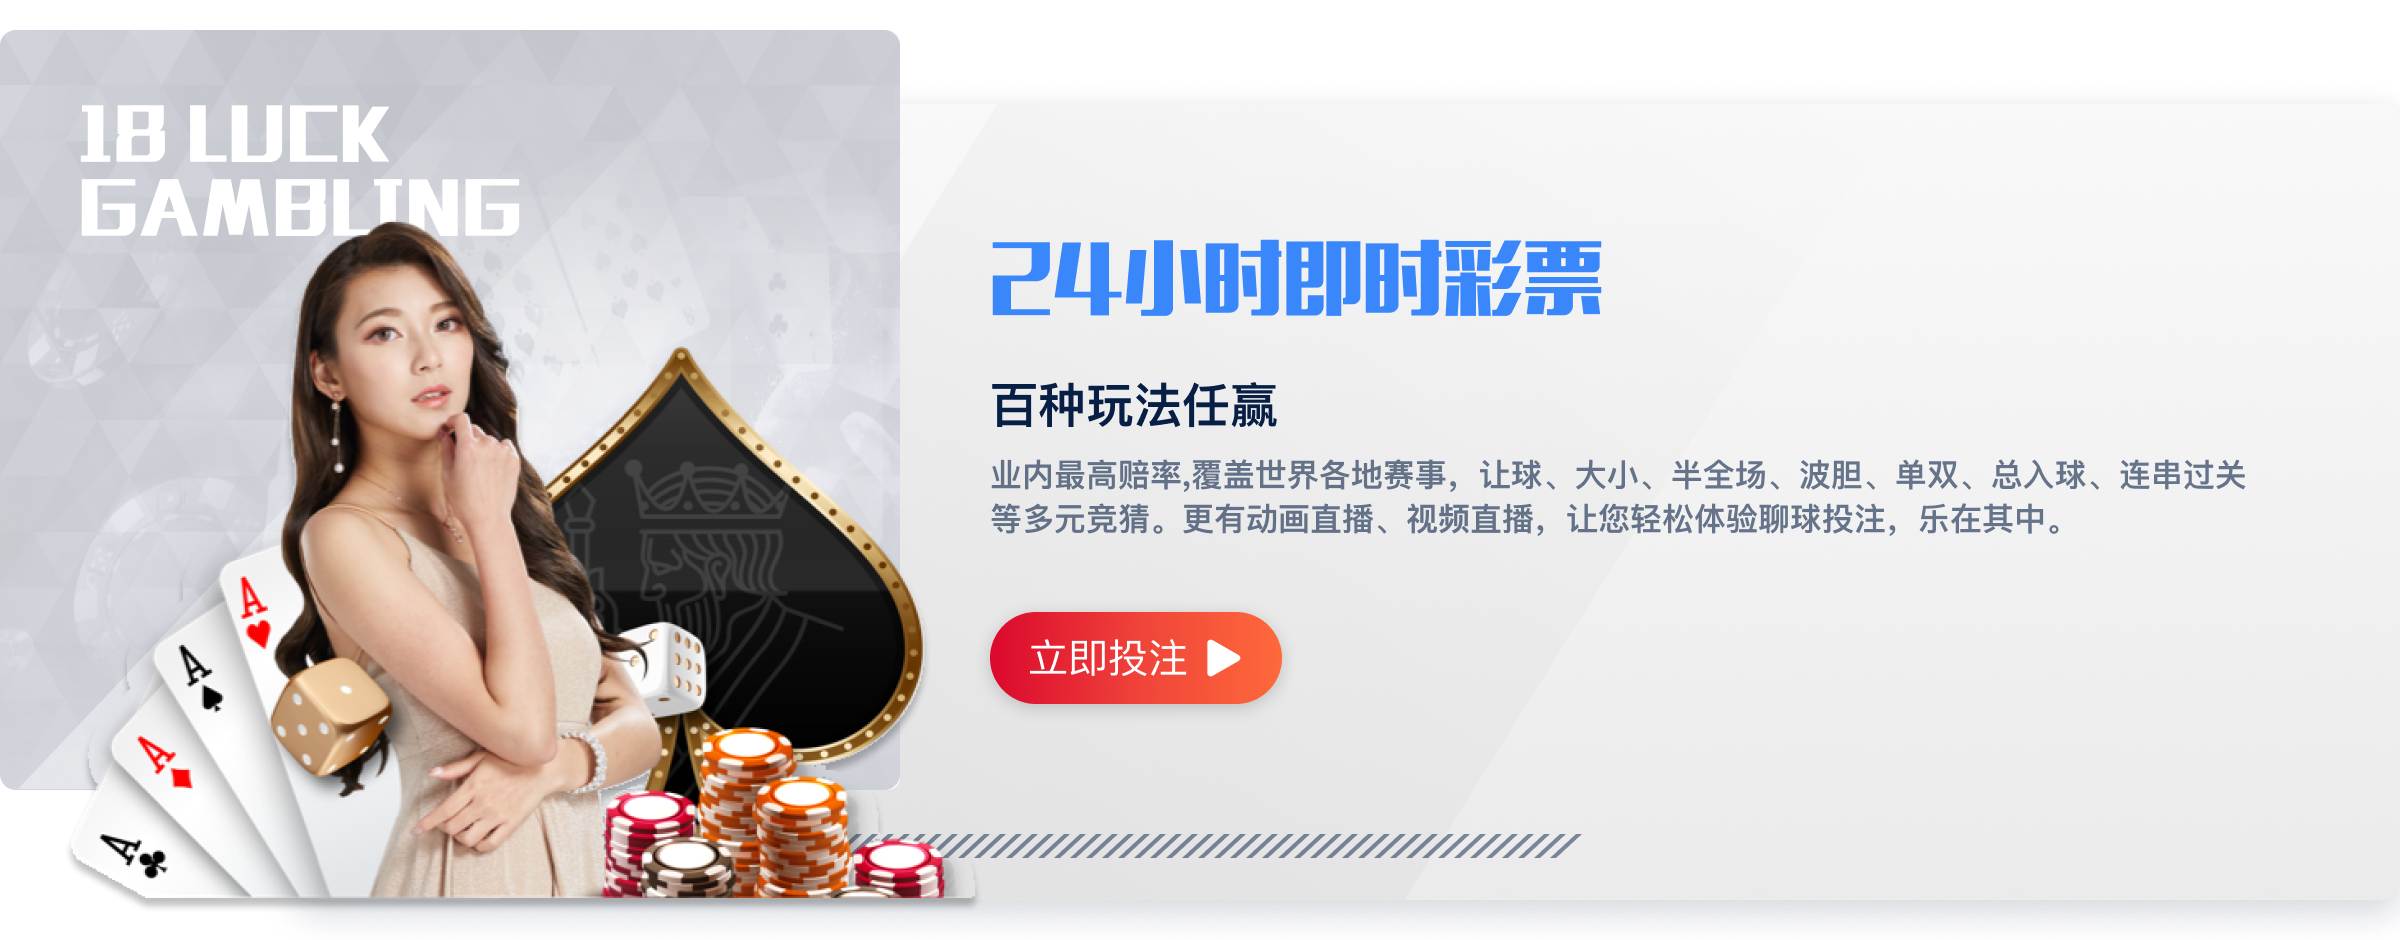 18 LUCK
GAMBLING
24小时即时彩票
百种玩法任赢
业内最高赔率,覆盖世界各地赛事，让球、大小、半全场、波胆、单双、总入球、连串过关
等多元竞猜。更有动画直播、视频直播，让您轻松体验聊球投注，乐在其中。
立即投注
A
A
A
A